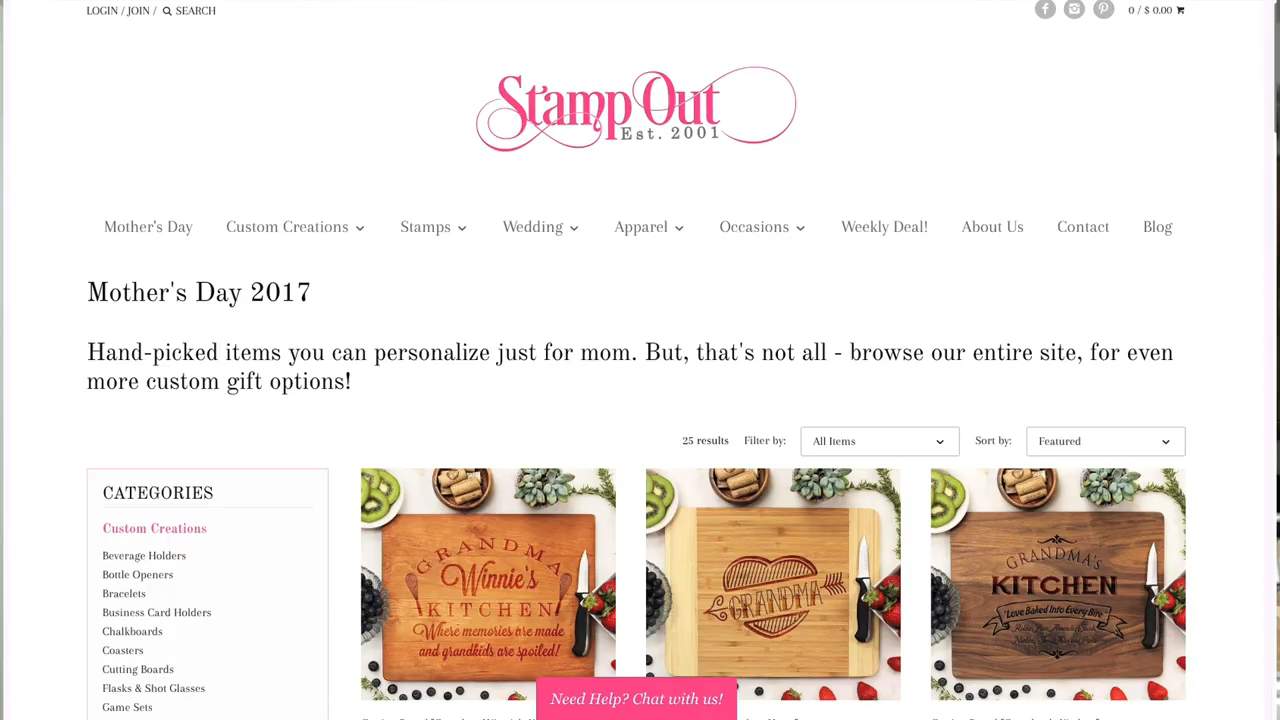 LOGIN / JOIN / SEARCH
0 / $ 0.00
Stamp Out
Est. 2001
Mother's Day Custom Creations Stamps Wedding Apparel Occasions Weekly Deal! About Us Contact Blog
Mother's Day 2017
Hand-picked items you can personalize just for mom. But, that's not all - browse our entire site, for even
more custom gift options!
25 results Filter by: All Items Sort by: Featured
CATEGORIES
Custom Creations
Beverage Holders
Bottle Openers
Bracelets
Business Card Holders
Chalkboards
Coasters
Cutting Boards
Flasks & Shot Glasses
Game Sets
GRANDMA
Winnie's
KITCHEN
Where memories are made
and grandkids are spoiled!
GRANDMA
GRANDMA'S
KITCHEN
"Love Baked Into Every Bite"
Need Help? Chat with us!